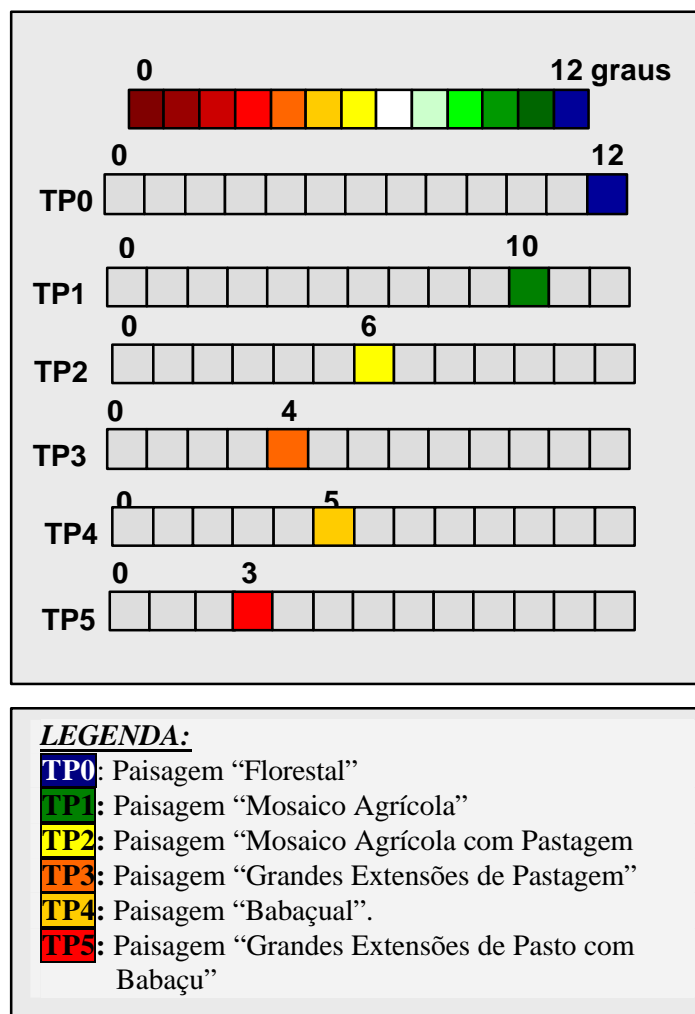 0 12 graus
0 12
TP0
0 10
TP1
0 6
TP2
0 4
TP3
0 5
TP4
0 3
TP5
LEGENDA:
TP0: Paisagem “Florestal”
TP1: Paisagem “Mosaico Agrícola”
TP2: Paisagem “Mosaico Agrícola com Pastagem
TP3: Paisagem “Grandes Extensões de Pastagem”
TP4: Paisagem “Babaçual”.
TP5: Paisagem “Grandes Extensões de Pasto com
Babaçu”